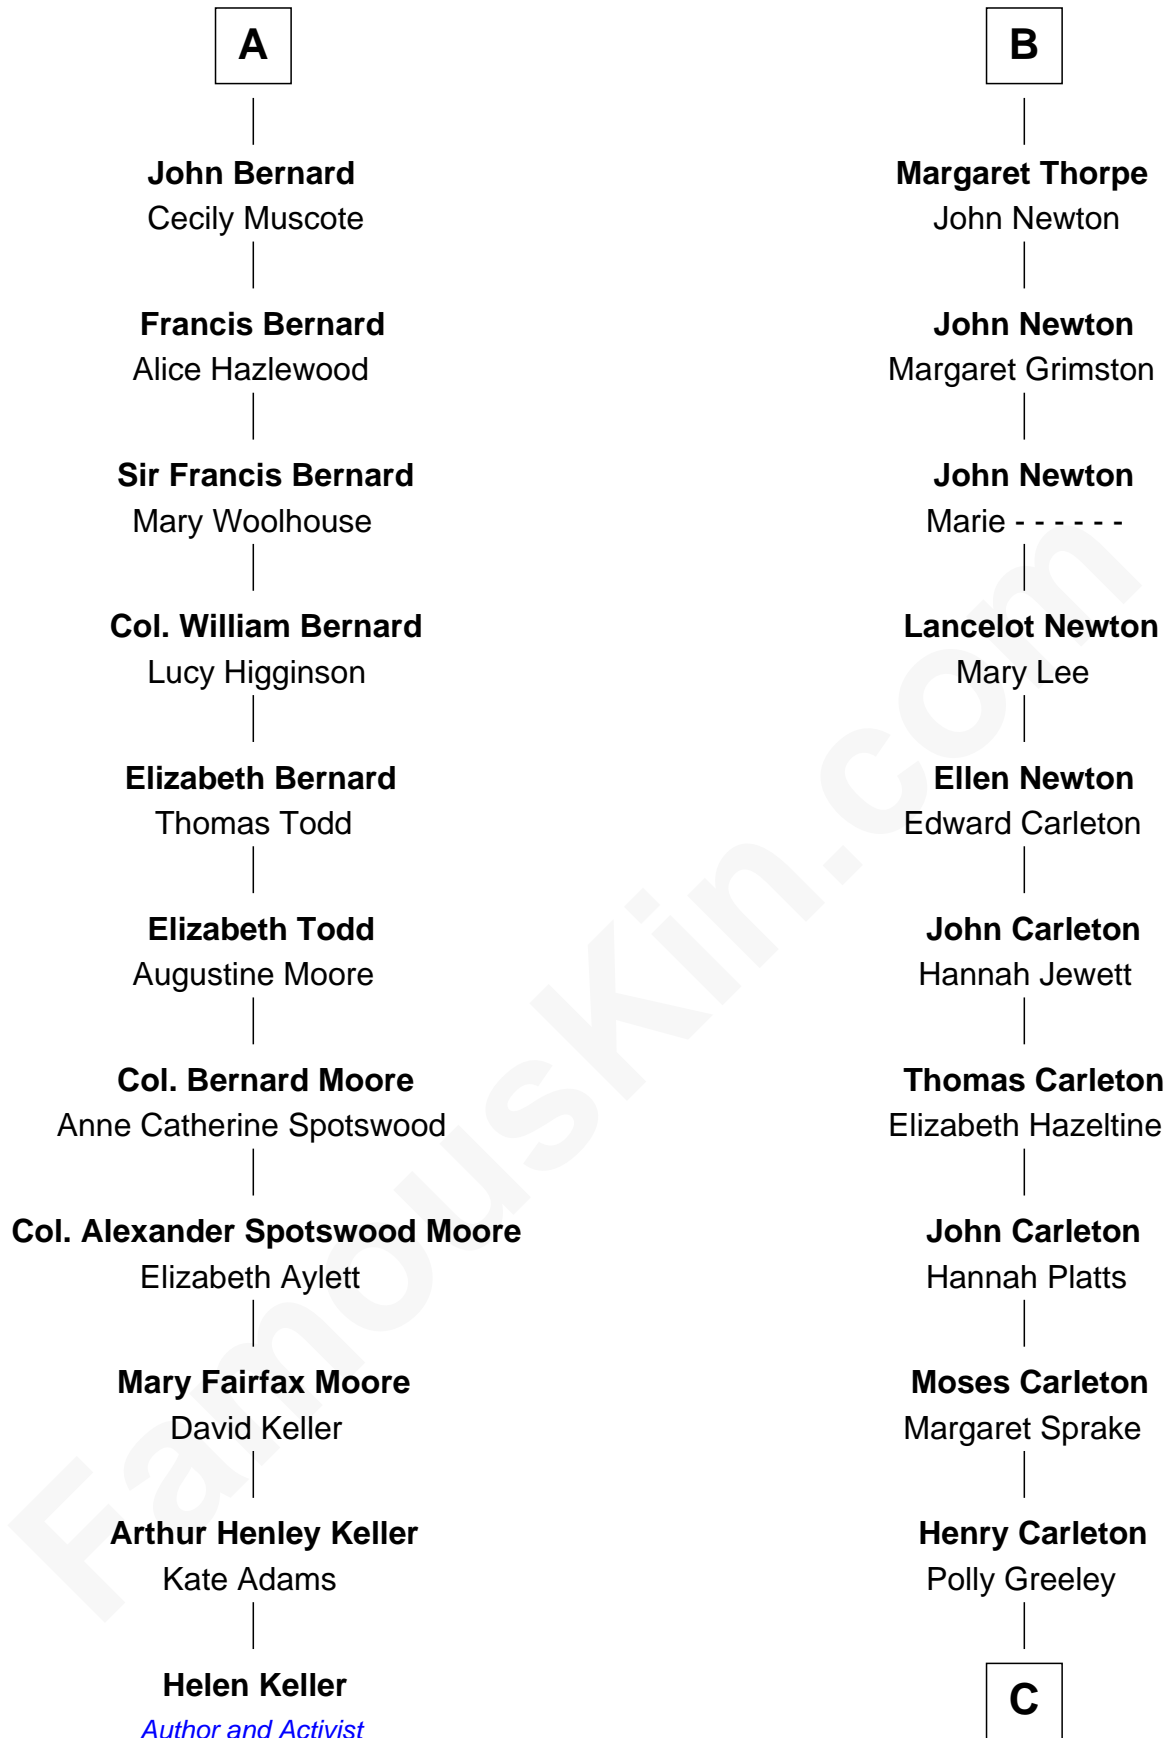 A
John Bernard
Cecily Muscote
Francis Bernard
Alice Hazlewood
Sir Francis Bernard
Mary Woolhouse
Col. William Bernard
Lucy Higginson
Elizabeth Bernard
Thomas Todd
Elizabeth Todd
Augustine Moore
Col. Bernard Moore
Anne Catherine Spotswood
Col. Alexander Spotswood Moore
Elizabeth Aylett
Mary Fairfax Moore
David Keller
Arthur Henley Keller
Kate Adams
Helen Keller
Author and Activist
B
Margaret Thorpe
John Newton
John Newton
Margaret Grimston
John Newton
Marie - - - - - -
Lancelot Newton
Mary Lee
Ellen Newton
Edward Carleton
John Carleton
Hannah Jewett
Thomas Carleton
Elizabeth Hazeltine
John Carleton
Hannah Platts
Moses Carleton
Margaret Sprake
Henry Carleton
Polly Greeley
C
FamousKin.com